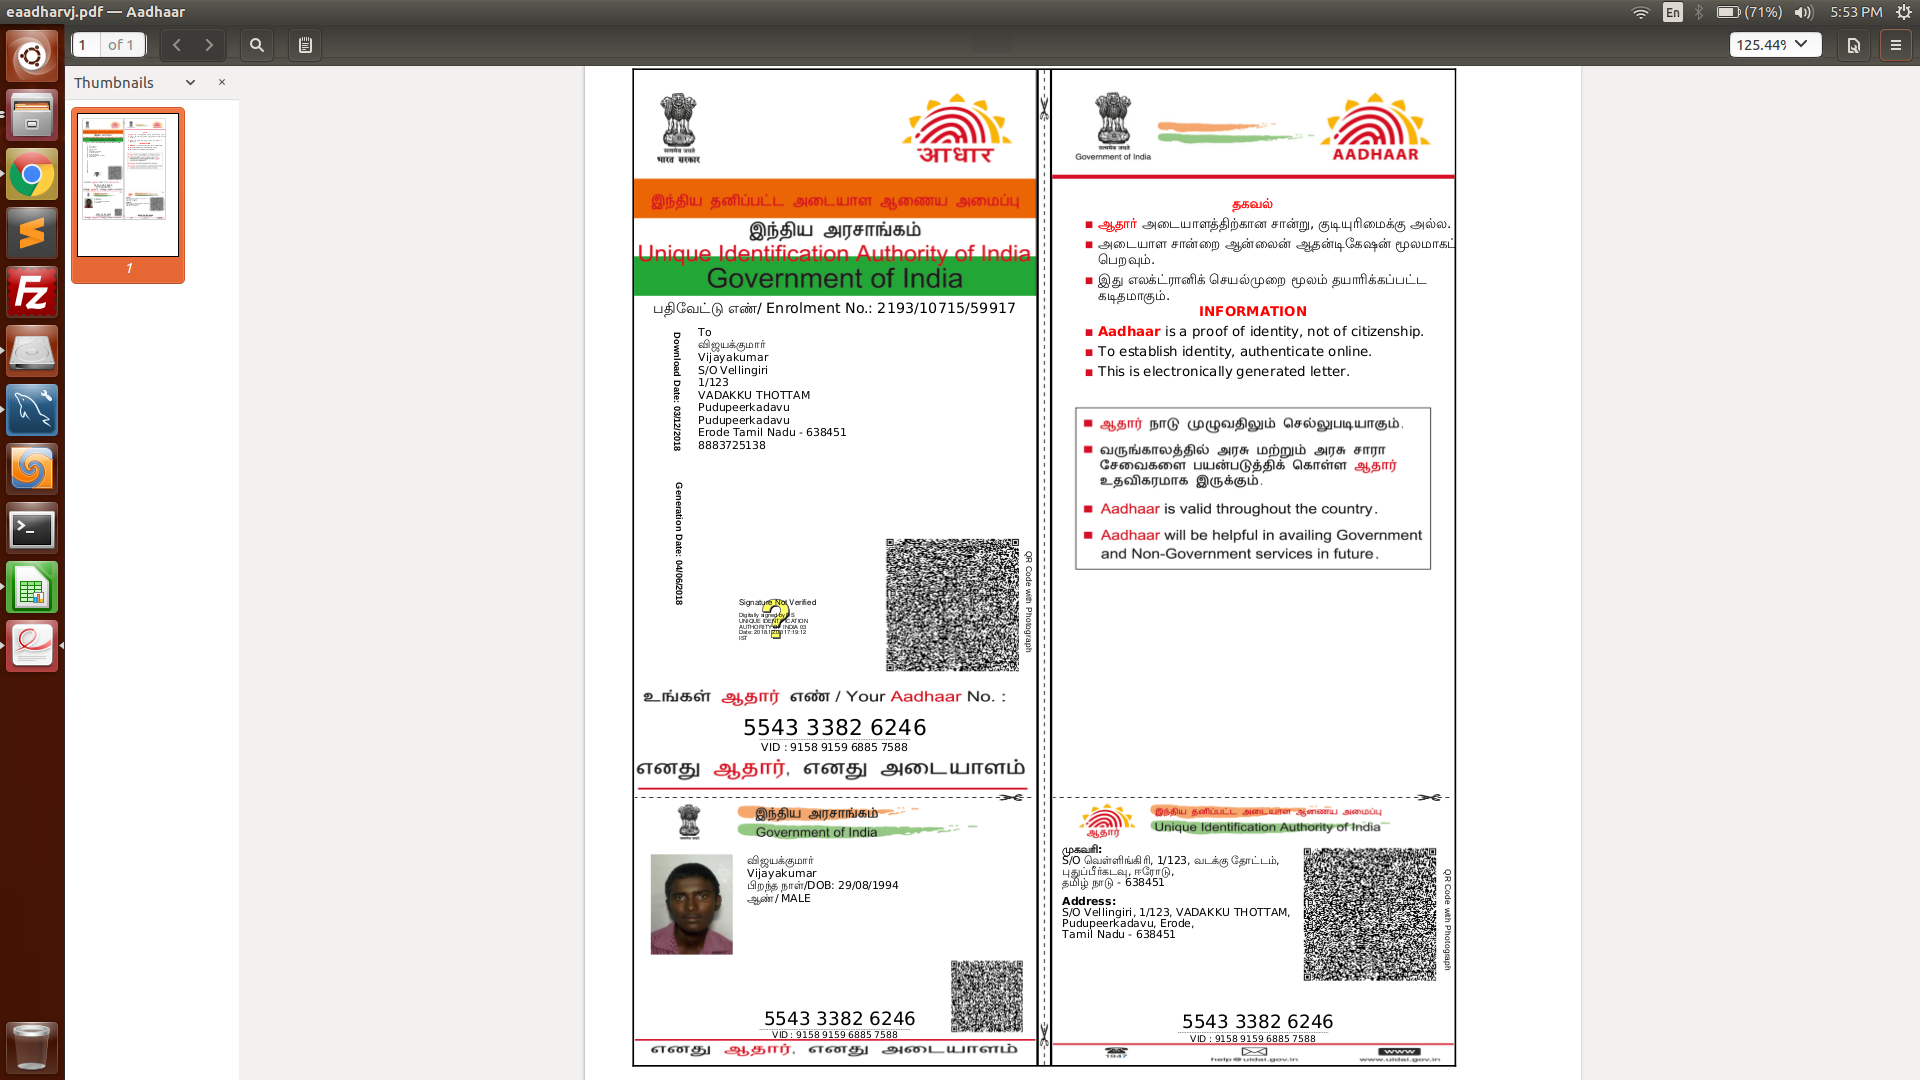 eaadharvj.pdf — Aadhaar
En
(71%)
5:53 PM
1 of 1
125.44%
Thumbnails
1
सत्यमेव जयते
भारत सरकार
आधार
இந்திய தனிப்பட்ட அடையாள ஆணைய அமைப்பு
இந்திய அரசாங்கம்
Unique Identification Authority of India
Government of India
பதிவேட்டு எண்/ Enrolment No.: 2193/10715/59917
Download Date: 03/12/2018
To
விஜயக்குமார்
Vijayakumar
S/O Vellingiri
1/123
VADAKKU THOTTAM
Pudupeerkadavu
Pudupeerkadavu
Erode Tamil Nadu - 638451
8883725138
Generation Date: 04/06/2018
Signature Not Verified
Digitally signed by DS
UNIQUE IDENTIFICATION
AUTHORITY OF INDIA 03
IST
QR Code with Photograph
உங்கள் ஆதார் எண் / Your Aadhaar No. :
5543 3382 6246
VID : 9158 9159 6885 7588
எனது ஆதார், எனது அடையாளம்
இந்திய அரசாங்கம்
Government of India
விஜயக்குமார்
Vijayakumar
பிறந்த நாள்/DOB: 29/08/1994
ஆண்/ MALE
5543 3382 6246
VID : 9158 9159 6885 7588
எனது ஆதார், எனது அடையாளம்
सत्यमेव जयते
Government of India
AADHAAR
தகவல்
ஆதார் அடையாளத்திற்கான சான்று, குடியுரிமைக்கு அல்ல.
அடையாள சான்றை ஆன்லைன் ஆதன்டிகேஷன் மூலமாகப்
பெறவும்.
இது எலக்ட்ரானிக் செயல்முறை மூலம் தயாரிக்கப்பட்ட
கடிதமாகும்.
INFORMATION
Aadhaar is a proof of identity, not of citizenship.
To establish identity, authenticate online.
This is electronically generated letter.
ஆதார் நாடு முழுவதிலும் செல்லுபடியாகும்.
வருங்காலத்தில் அரசு மற்றும் அரசு சாரா
சேவைகளை பயன்படுத்திக் கொள்ள ஆதார்
உதவிகரமாக இருக்கும்.
Aadhaar is valid throughout the country.
Aadhaar will be helpful in availing Government
and Non-Government services in future.
ஆதார்
இந்திய தனிப்பட்ட அடையாள ஆணைய அமைப்பு
Unique Identification Authority of India
முகவரி:
S/O வெள்ளிங்கிரி, 1/123, வடக்கு தோட்டம்,
புதுப்பீர்கடவு, ஈரோடு,
தமிழ் நாடு - 638451
Address:
S/O Vellingiri, 1/123, VADAKKU THOTTAM,
Pudupeerkadavu, Erode,
Tamil Nadu - 638451
QR Code with Photograph
5543 3382 6246
VID : 9158 9159 6885 7588
1947
help@uidai.gov.in
www
www.uidai.gov.in